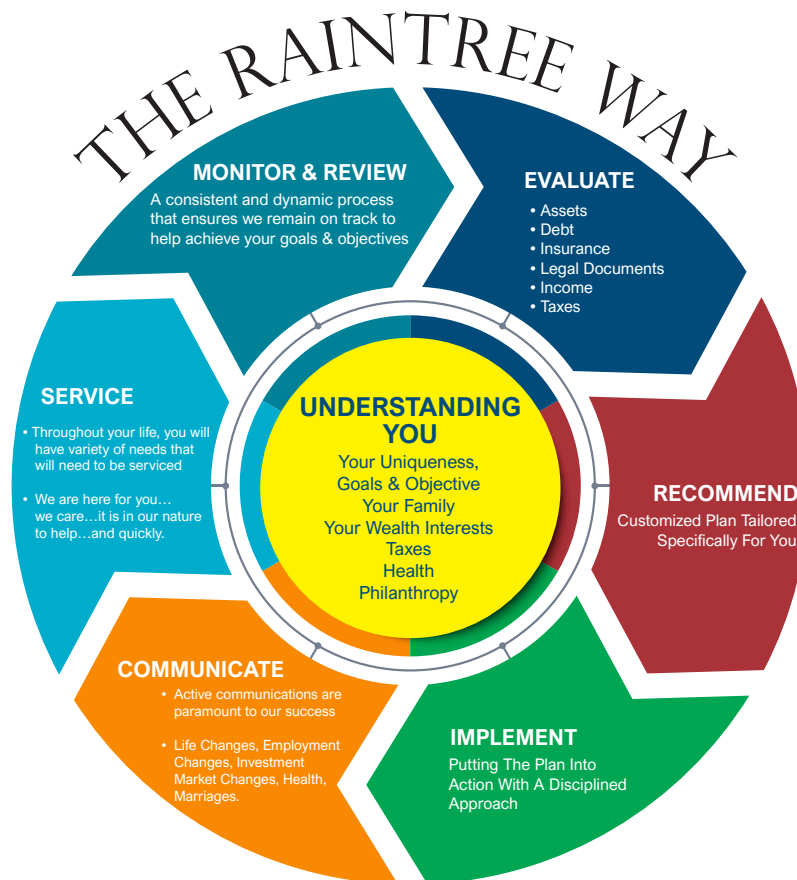 THE RAINTREE WAY
MONITOR & REVIEW
A consistent and dynamic process
that ensures we remain on track to
help achieve your goals & objectives
EVALUATE
• Assets
• Debt
• Insurance
• Legal Documents
• Income
• Taxes
RECOMMEND
Customized Plan Tailored
Specifically For You
IMPLEMENT
Putting The Plan Into
Action With A Disciplined
Approach
COMMUNICATE
• Active communications are
paramount to our success
• Life Changes, Employment
Changes, Investment
Market Changes, Health,
Marriages.
SERVICE
• Throughout your life, you will
have variety of needs that
will need to be serviced
• We are here for you…
we care…it is in our nature
to help…and quickly.
UNDERSTANDING
YOU
Your Uniqueness,
Goals & Objective
Your Family
Your Wealth Interests
Taxes
Health
Philanthropy